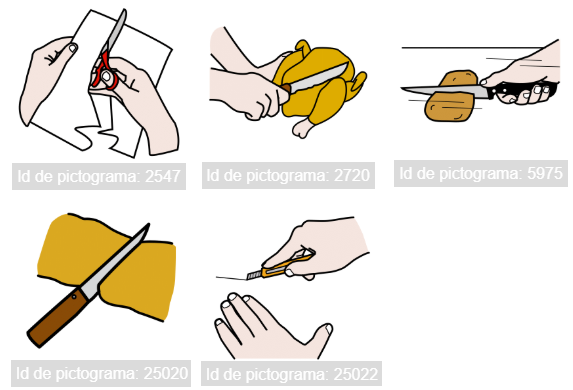 Id de pictograma: 2547
Id de pictograma: 2720
Id de pictograma: 5975
Id de pictograma: 25020
Id de pictograma: 25022